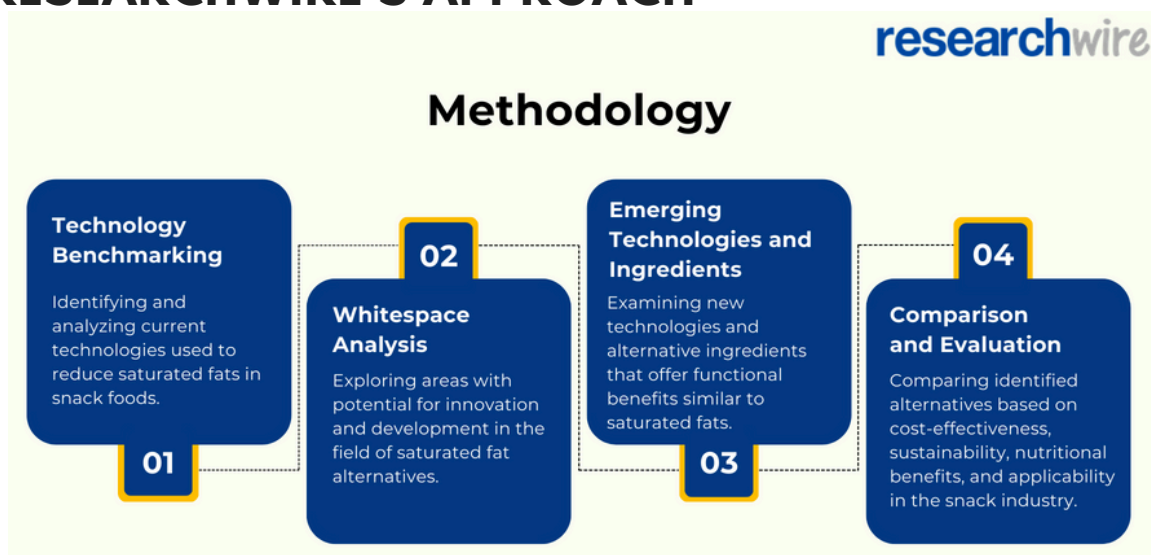 RESEARCHWIRE'S APPROACH
researchwire
Methodology
Technology
Benchmarking
Identifying and
analyzing current
technologies used to
reduce saturated fats in
snack foods.
01
02
Whitespace
Analysis
Exploring areas with
potential for innovation
and development in the
field of saturated fat
alternatives.
Emerging
Technologies and
Ingredients
Examining new
technologies and
alternative ingredients
that offer functional
benefits similar to
saturated fats.
03
04
Comparison
and Evaluation
Comparing identified
alternatives based on
cost-effectiveness,
sustainability, nutritional
benefits, and applicability
in the snack industry.